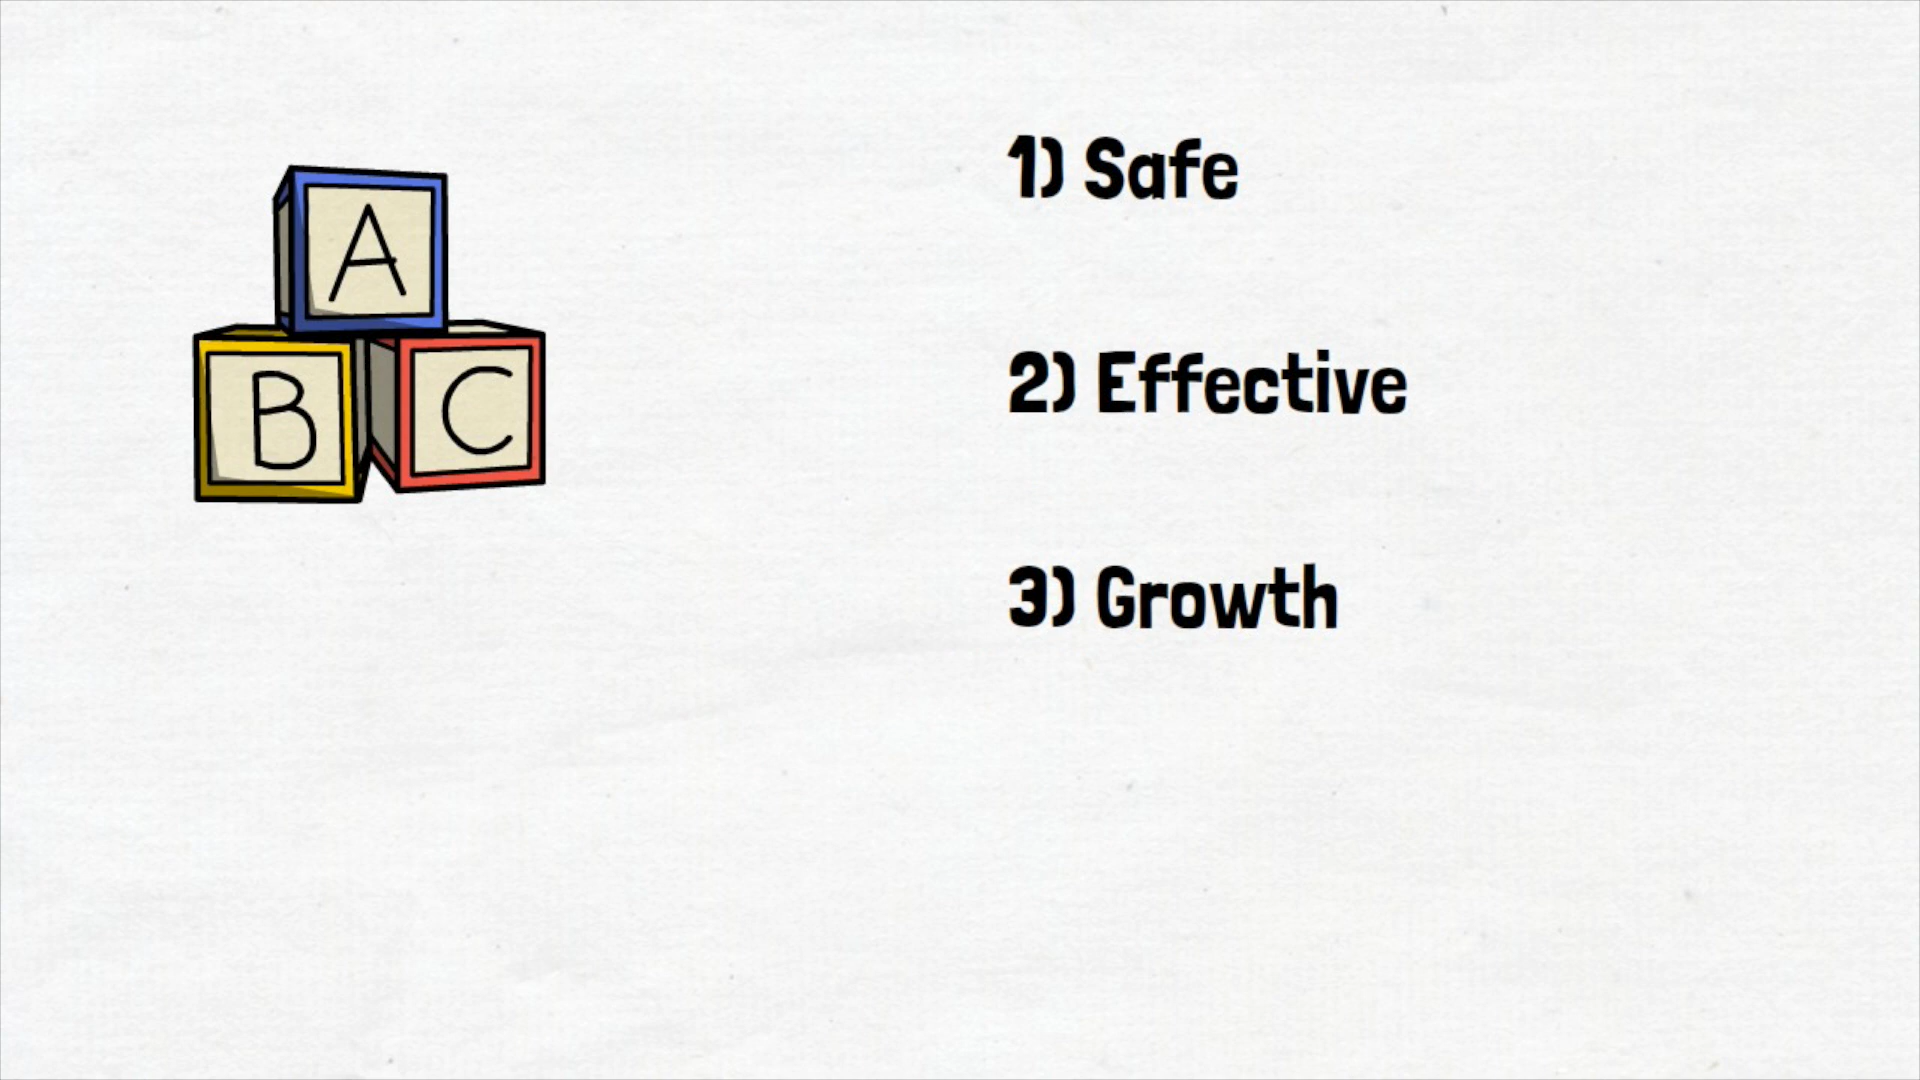 A
B C
1) Safe
2) Effective
3) Growth